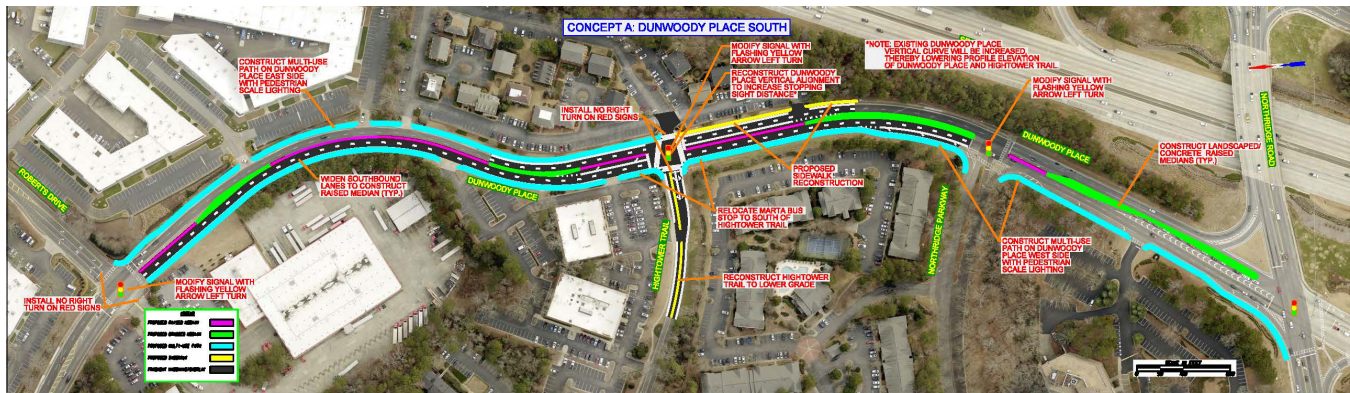 CONCEPT A: DUNWOODY PLACE SOUTH
CONSTRUCT MULTI-USE
PATH ON DUNWOODY
PLACE EAST SIDE
WITH PEDESTRIAN
SCALE LIGHTING
MODIFY SIGNAL WITH
FLASHING YELLOW
ARROW LEFT TURN
RECONSTRUCT DUNWOODY
PLACE VERTICAL ALIGNMENT
TO INCREASE STOPPING
SIGHT DISTANCE*
*NOTE: EXISTING DUNWOODY PLACE
VERTICAL CURVE WILL BE INCREASED,
THEREBY LOWERING PROFILE ELEVATION
OF DUNWOODY PLACE AND HIGHTOWER TRAIL
MODIFY SIGNAL WITH
FLASHING YELLOW
ARROW LEFT TURN
INSTALL NO RIGHT
TURN ON RED SIGNS
NORTHRIDGE ROAD
DUNWOODY PLACE
CONSTRUCT LANDSCAPED/
CONCRETE RAISED
MEDIANS (TYP.)
ROBERTS DRIVE
WIDEN SOUTHBOUND
LANES TO CONSTRUCT
RAISED MEDIAN (TYP.)
DUNWOODY PLACE
PROPOSED
SIDEWALK
RECONSTRUCTION
RELOCATE MARTA BUS
STOP TO SOUTH OF
HIGHTOWER TRAIL
HIGHTOWER TRAIL
NORTHRIDGE PARKWAY
CONSTRUCT MULTI-USE
PATH ON DUNWOODY
PLACE WEST SIDE
WITH PEDESTRIAN
SCALE LIGHTING
RECONSTRUCT HIGHTOWER
TRAIL TO LOWER GRADE
MODIFY SIGNAL WITH
FLASHING YELLOW
ARROW LEFT TURN
INSTALL NO RIGHT
TURN ON RED SIGNS